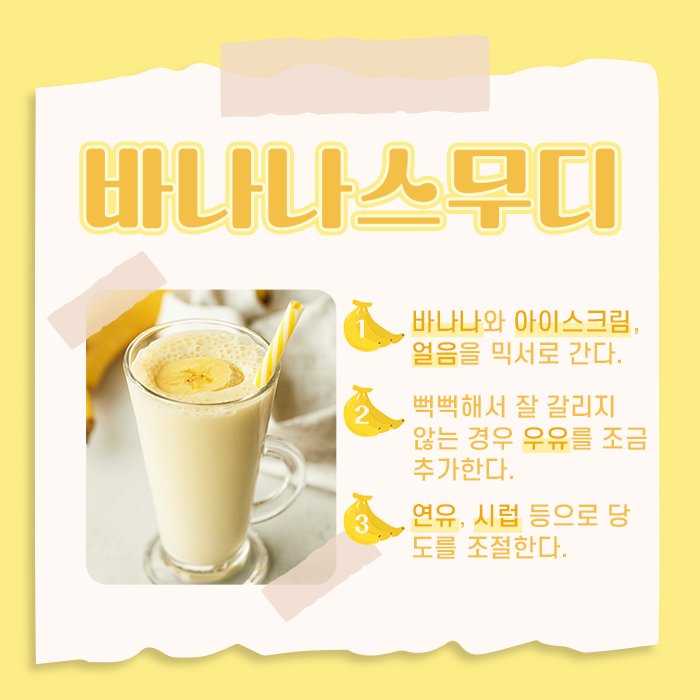 바나나스무디
1
바나나와 아이스크림,
얼음을 믹서로 간다.
2
뻑뻑해서 잘 갈리지
않는 경우 우유를 조금
추가한다.
3
연유, 시럽 등으로 당
도를 조절한다.